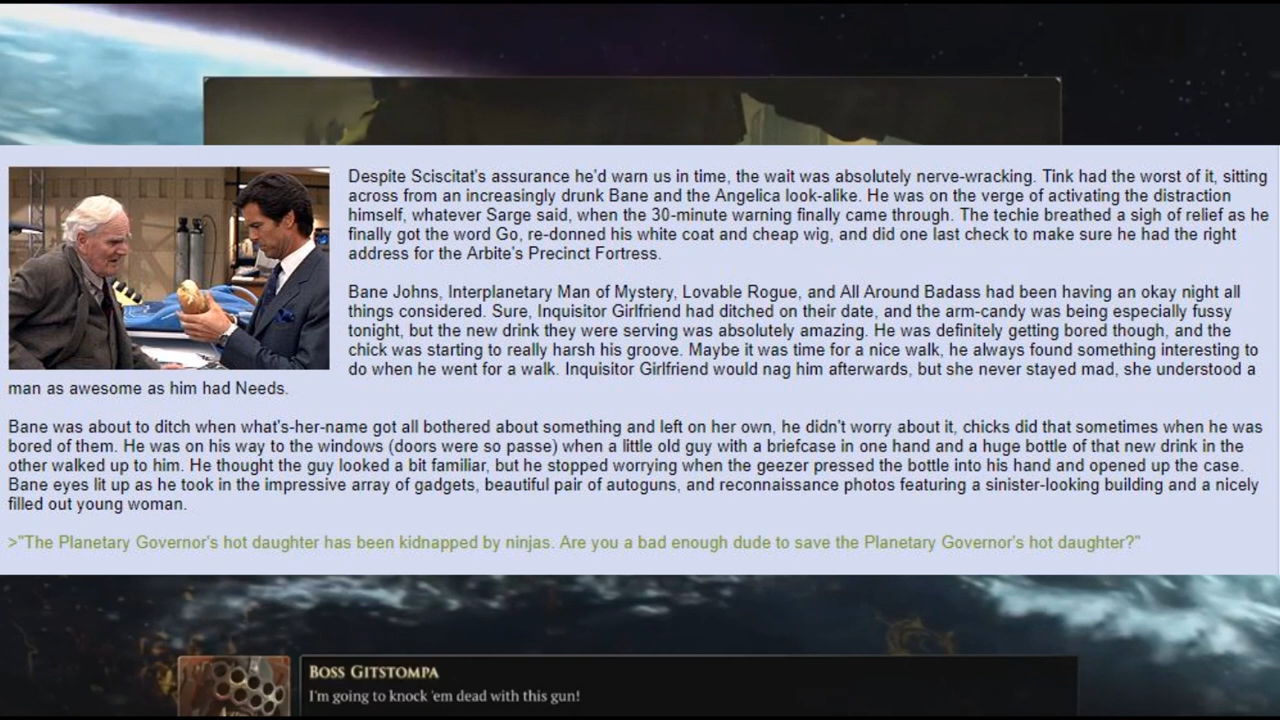 Despite Sciscitat's assurance he'd warn us in time, the wait was absolutely nerve-wracking. Tink had the worst of it, sitting
across from an increasingly drunk Bane and the Angelica look-alike. He was on the verge of activating the distraction
himself, whatever Sarge said, when the 30-minute warning finally came through. The techie breathed a sigh of relief as he
finally got the word Go, re-donned his white coat and cheap wig, and did one last check to make sure he had the right
address for the Arbite's Precinct Fortress.
Bane Johns, Interplanetary Man of Mystery, Lovable Rogue, and All Around Badass had been having an okay night all
things considered. Sure, Inquisitor Girlfriend had ditched on their date, and the arm-candy was being especially fussy
tonight, but the new drink they were serving was absolutely amazing. He was definitely getting bored though, and the
chick was starting to really harsh his groove. Maybe it was time for a nice walk, he always found something interesting to
do when he went for a walk. Inquisitor Girlfriend would nag him afterwards, but she never stayed mad, she understood a
man as awesome as him had Needs.
Bane was about to ditch when what's-her-name got all bothered about something and left on her own, he didn't worry about it, chicks did that sometimes when he was
bored of them. He was on his way to the windows (doors were so passe) when a little old guy with a briefcase in one hand and a huge bottle of that new drink in the
other walked up to him. He thought the guy looked a bit familiar, but he stopped worrying when the geezer pressed the bottle into his hand and opened up the case.
Bane eyes lit up as he took in the impressive array of gadgets, beautiful pair of autoguns, and reconnaissance photos featuring a sinister-looking building and a nicely
filled out young woman.
>"The Planetary Governor's hot daughter has been kidnapped by ninjas. Are you a bad enough dude to save the Planetary Governor's hot daughter?"
BOSS GITSTOMPA
I'm going to knock 'em dead with this gun!